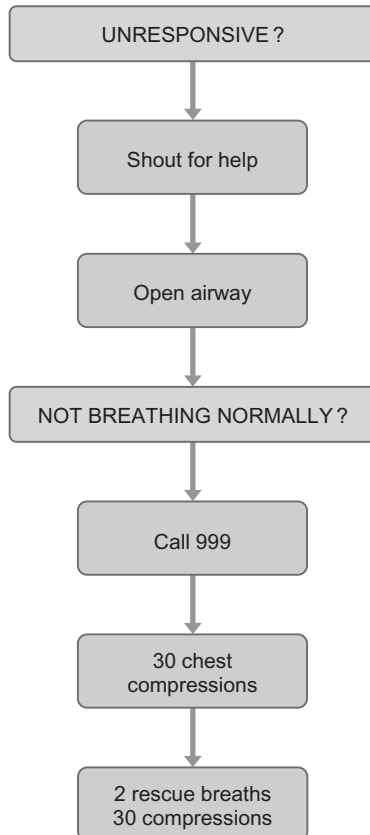 UNRESPONSIVE ?
Shout for help
Open airway
NOT BREATHING NORMALLY ?
Call 999
30 chest
compressions
2 rescue breaths
30 compressions